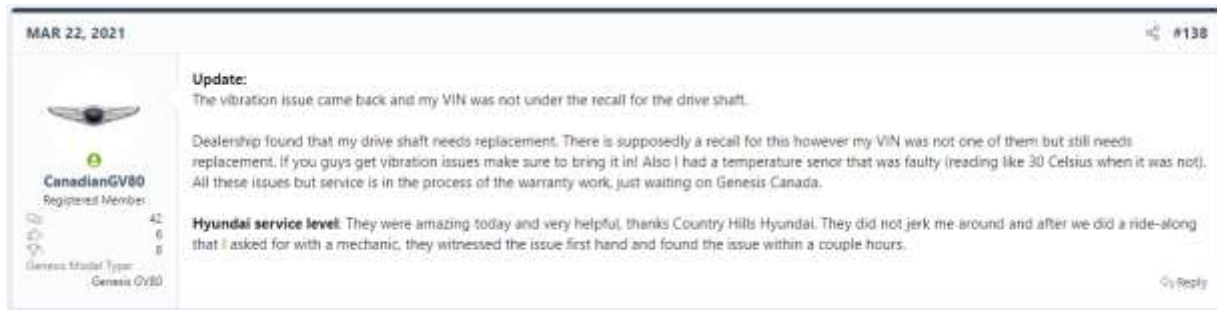 MAR 22, 2021
#138
Update:
The vibration issue came back and my VIN was not under the recall for the drive shaft.
Dealership found that my drive shaft needs replacement. There is supposedly a recall for this however my VIN was not one of them but still needs
replacement. If you guys get vibration issues make sure to bring it in! Also I had a temperature senior that was faulty (reading like 30 Celsius when it was not).
All these issues but service is in the process of the warranty work, just waiting on Genesis Canada.
Hyundai service level: They were amazing today and very helpful, thanks Country Hills Hyundai. They did not jerk me around and after we did a ride-along
that I asked for with a mechanic, they witnessed the issue first hand and found the issue within a couple hours.
CanadianGV80
Registered Member
42
6
8
Genesis Model Type:
Genesis GV80
Reply